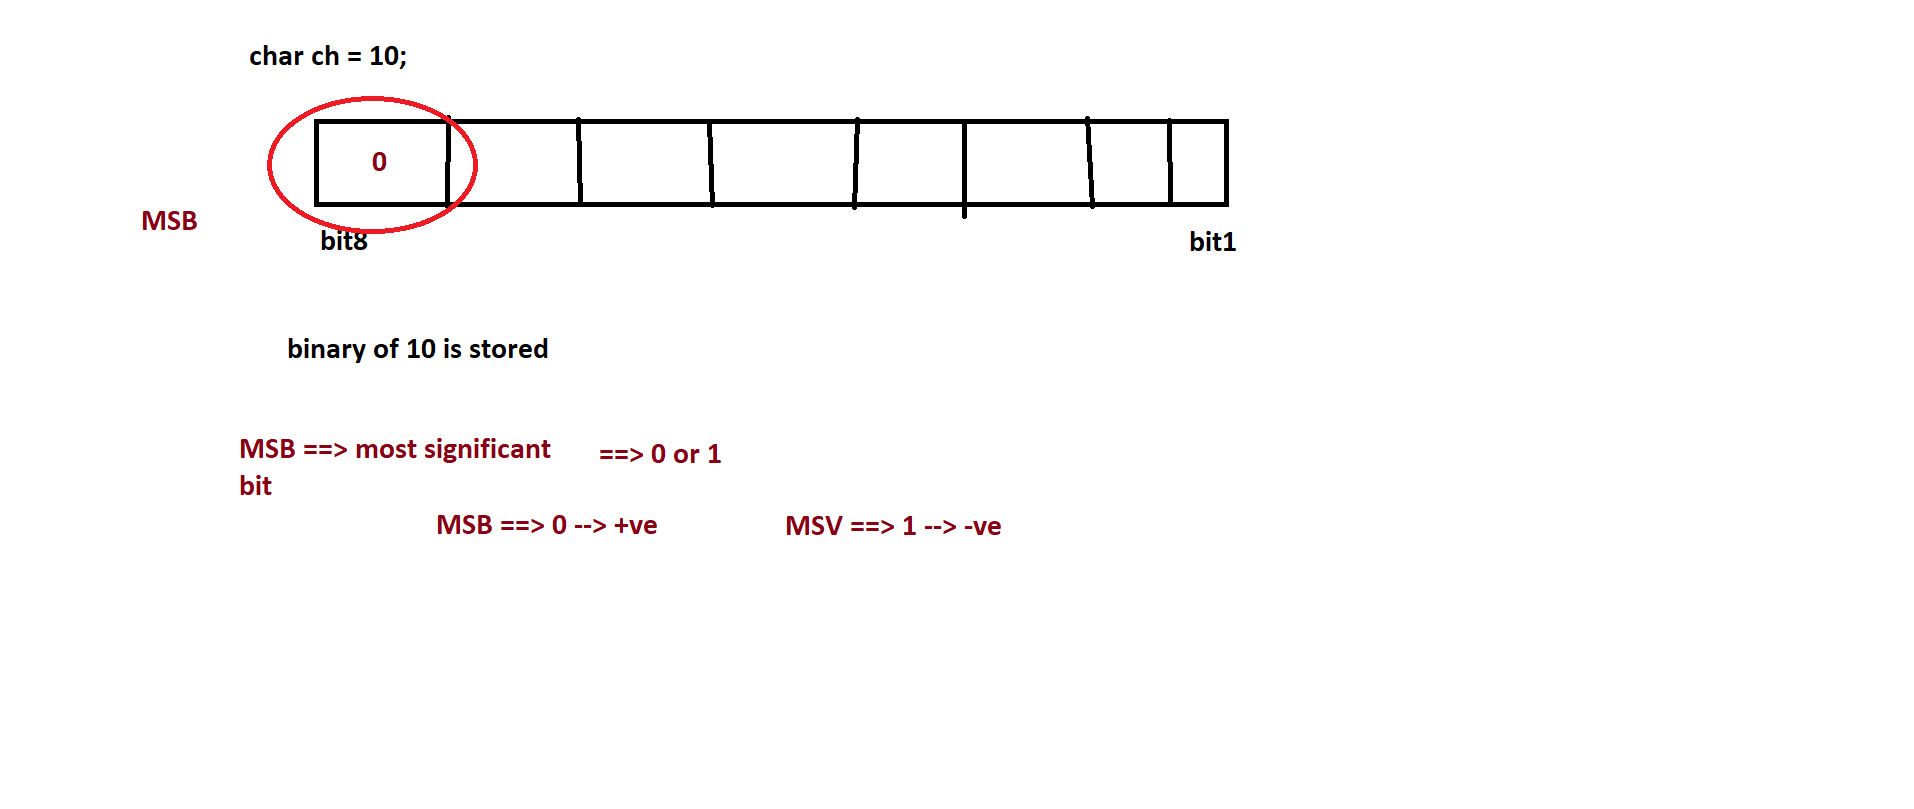 char ch = 10;
0
MSB
bit8
bit1
binary of 10 is stored
MSB ==> most significant
bit
==> 0 or 1
MSB ==> 0 --> +ve
MSV ==> 1 --> -ve